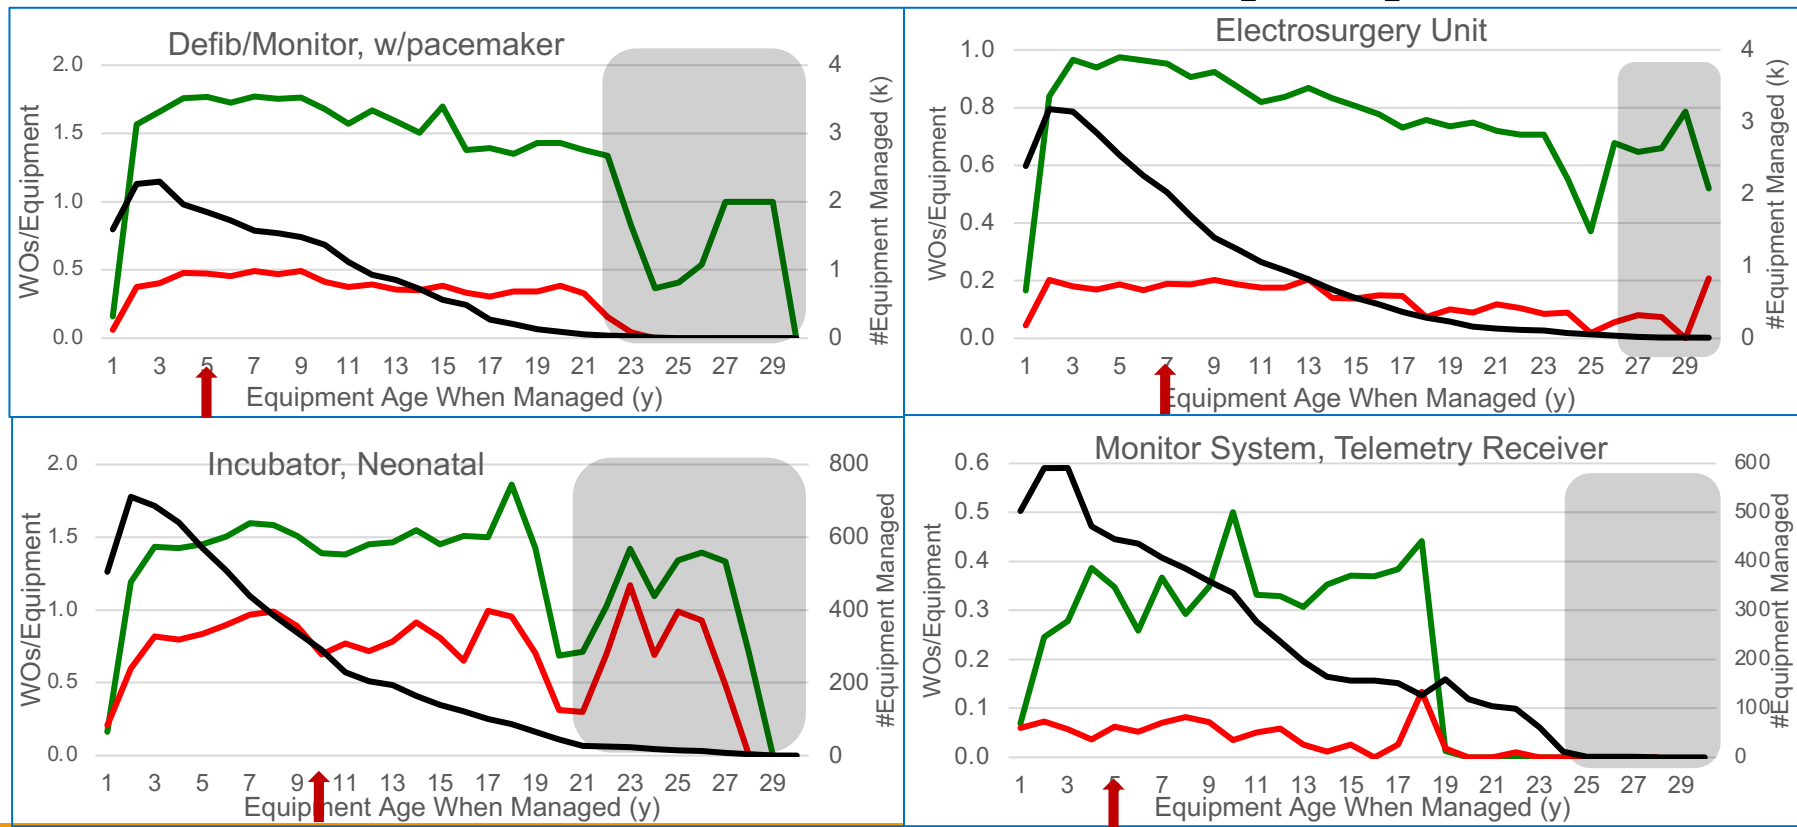 Defib/Monitor, w/pacemaker
WOs/Equipment
2.0
1.5
1.0
0.5
0.0
4
3
2
1
0
#Equipment Managed (k)
1 3 5 7 9 11 13 15 17 19 21 23 25 27 29
Equipment Age When Managed (y)
Electrosurgery Unit
WOs/Equipment
1.0
0.8
0.6
0.4
0.2
0.0
4
3
2
1
0
#Equipment Managed (k)
1 3 5 7 9 11 13 15 17 19 21 23 25 27 29
Equipment Age When Managed (y)
Incubator, Neonatal
WOs/Equipment
2.0
1.5
1.0
0.5
0.0
800
600
400
200
0
#Equipment Managed
1 3 5 7 9 11 13 15 17 19 21 23 25 27 29
Equipment Age When Managed (y)
Monitor System, Telemetry Receiver
WOs/Equipment
0.6
0.5
0.4
0.3
0.2
0.1
0.0
600
500
400
300
200
100
0
#Equipment Managed
1 3 5 7 9 11 13 15 17 19 21 23 25 27 29
Equipment Age When Managed (y)